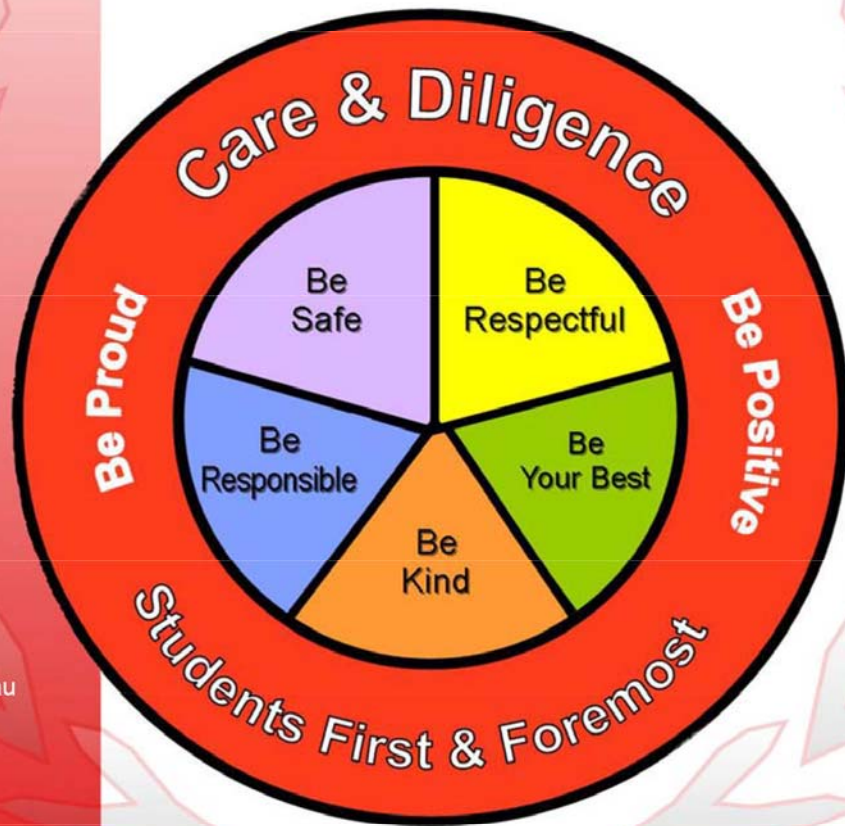 Care & Diligence
Be Proud
Be Positive
Be
Safe
Be
Respectful
Be
Responsible
Be
Your Best
Be
Kind
Students First & Foremost